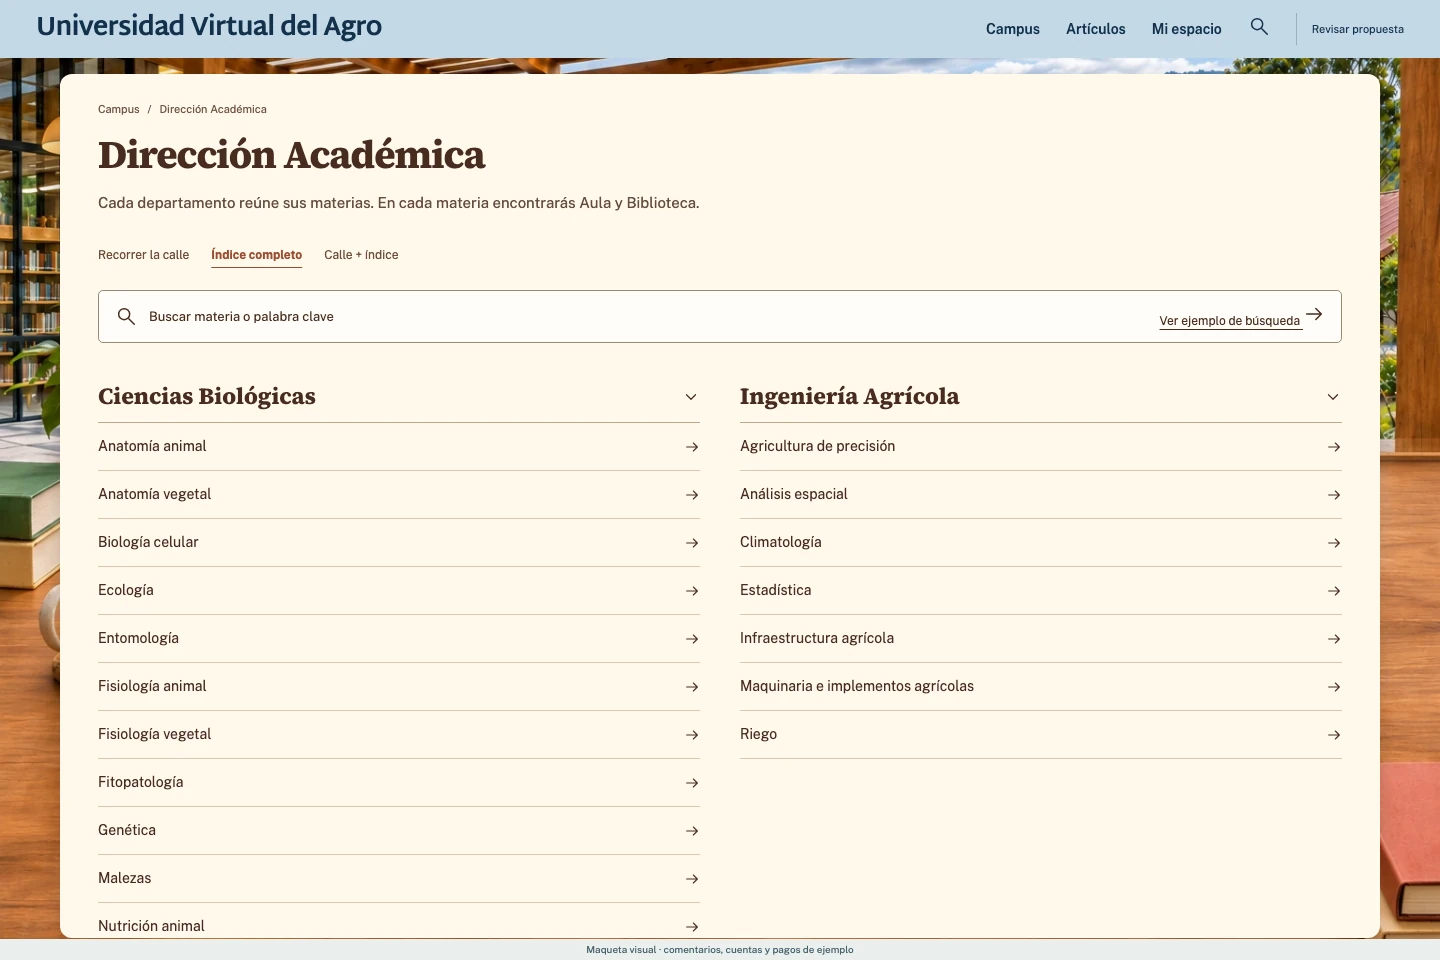 Universidad Virtual del Agro
Campus Artículos Mi espacio Revisar propuesta
Campus / Dirección Académica
Dirección Académica
Cada departamento reúne sus materias. En cada materia encontrarás Aula y Biblioteca.
Recorrer la calle Índice completo Calle + índice
Buscar materia o palabra clave Ver ejemplo de búsqueda
Ciencias Biológicas
Anatomía animal
Anatomía vegetal
Biología celular
Ecología
Entomología
Fisiología animal
Fisiología vegetal
Fitopatología
Genética
Malezas
Nutrición animal
Ingeniería Agrícola
Agricultura de precisión
Análisis espacial
Climatología
Estadística
Infraestructura agrícola
Maquinaria e implementos agrícolas
Riego
Maqueta visual · comentarios, cuentas y pagos de ejemplo